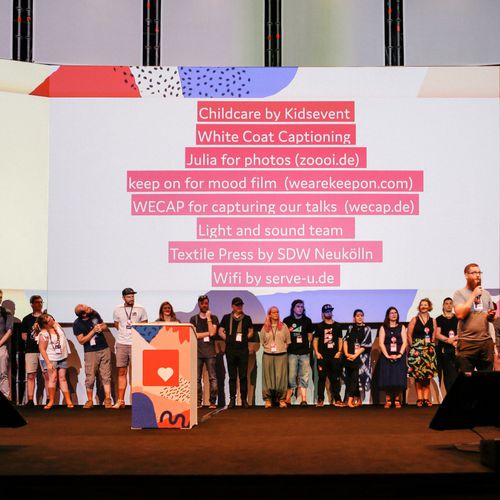 Childcare by Kidsevent
White Coat Captioning
Julia for photos (zoooi.de)
keep on for mood film (wearekeepon.com)
WECAP for capturing our talks (wecap.de)
Light and sound team
Textile Press by SDW Neukölln
Wifi by serve-u.de